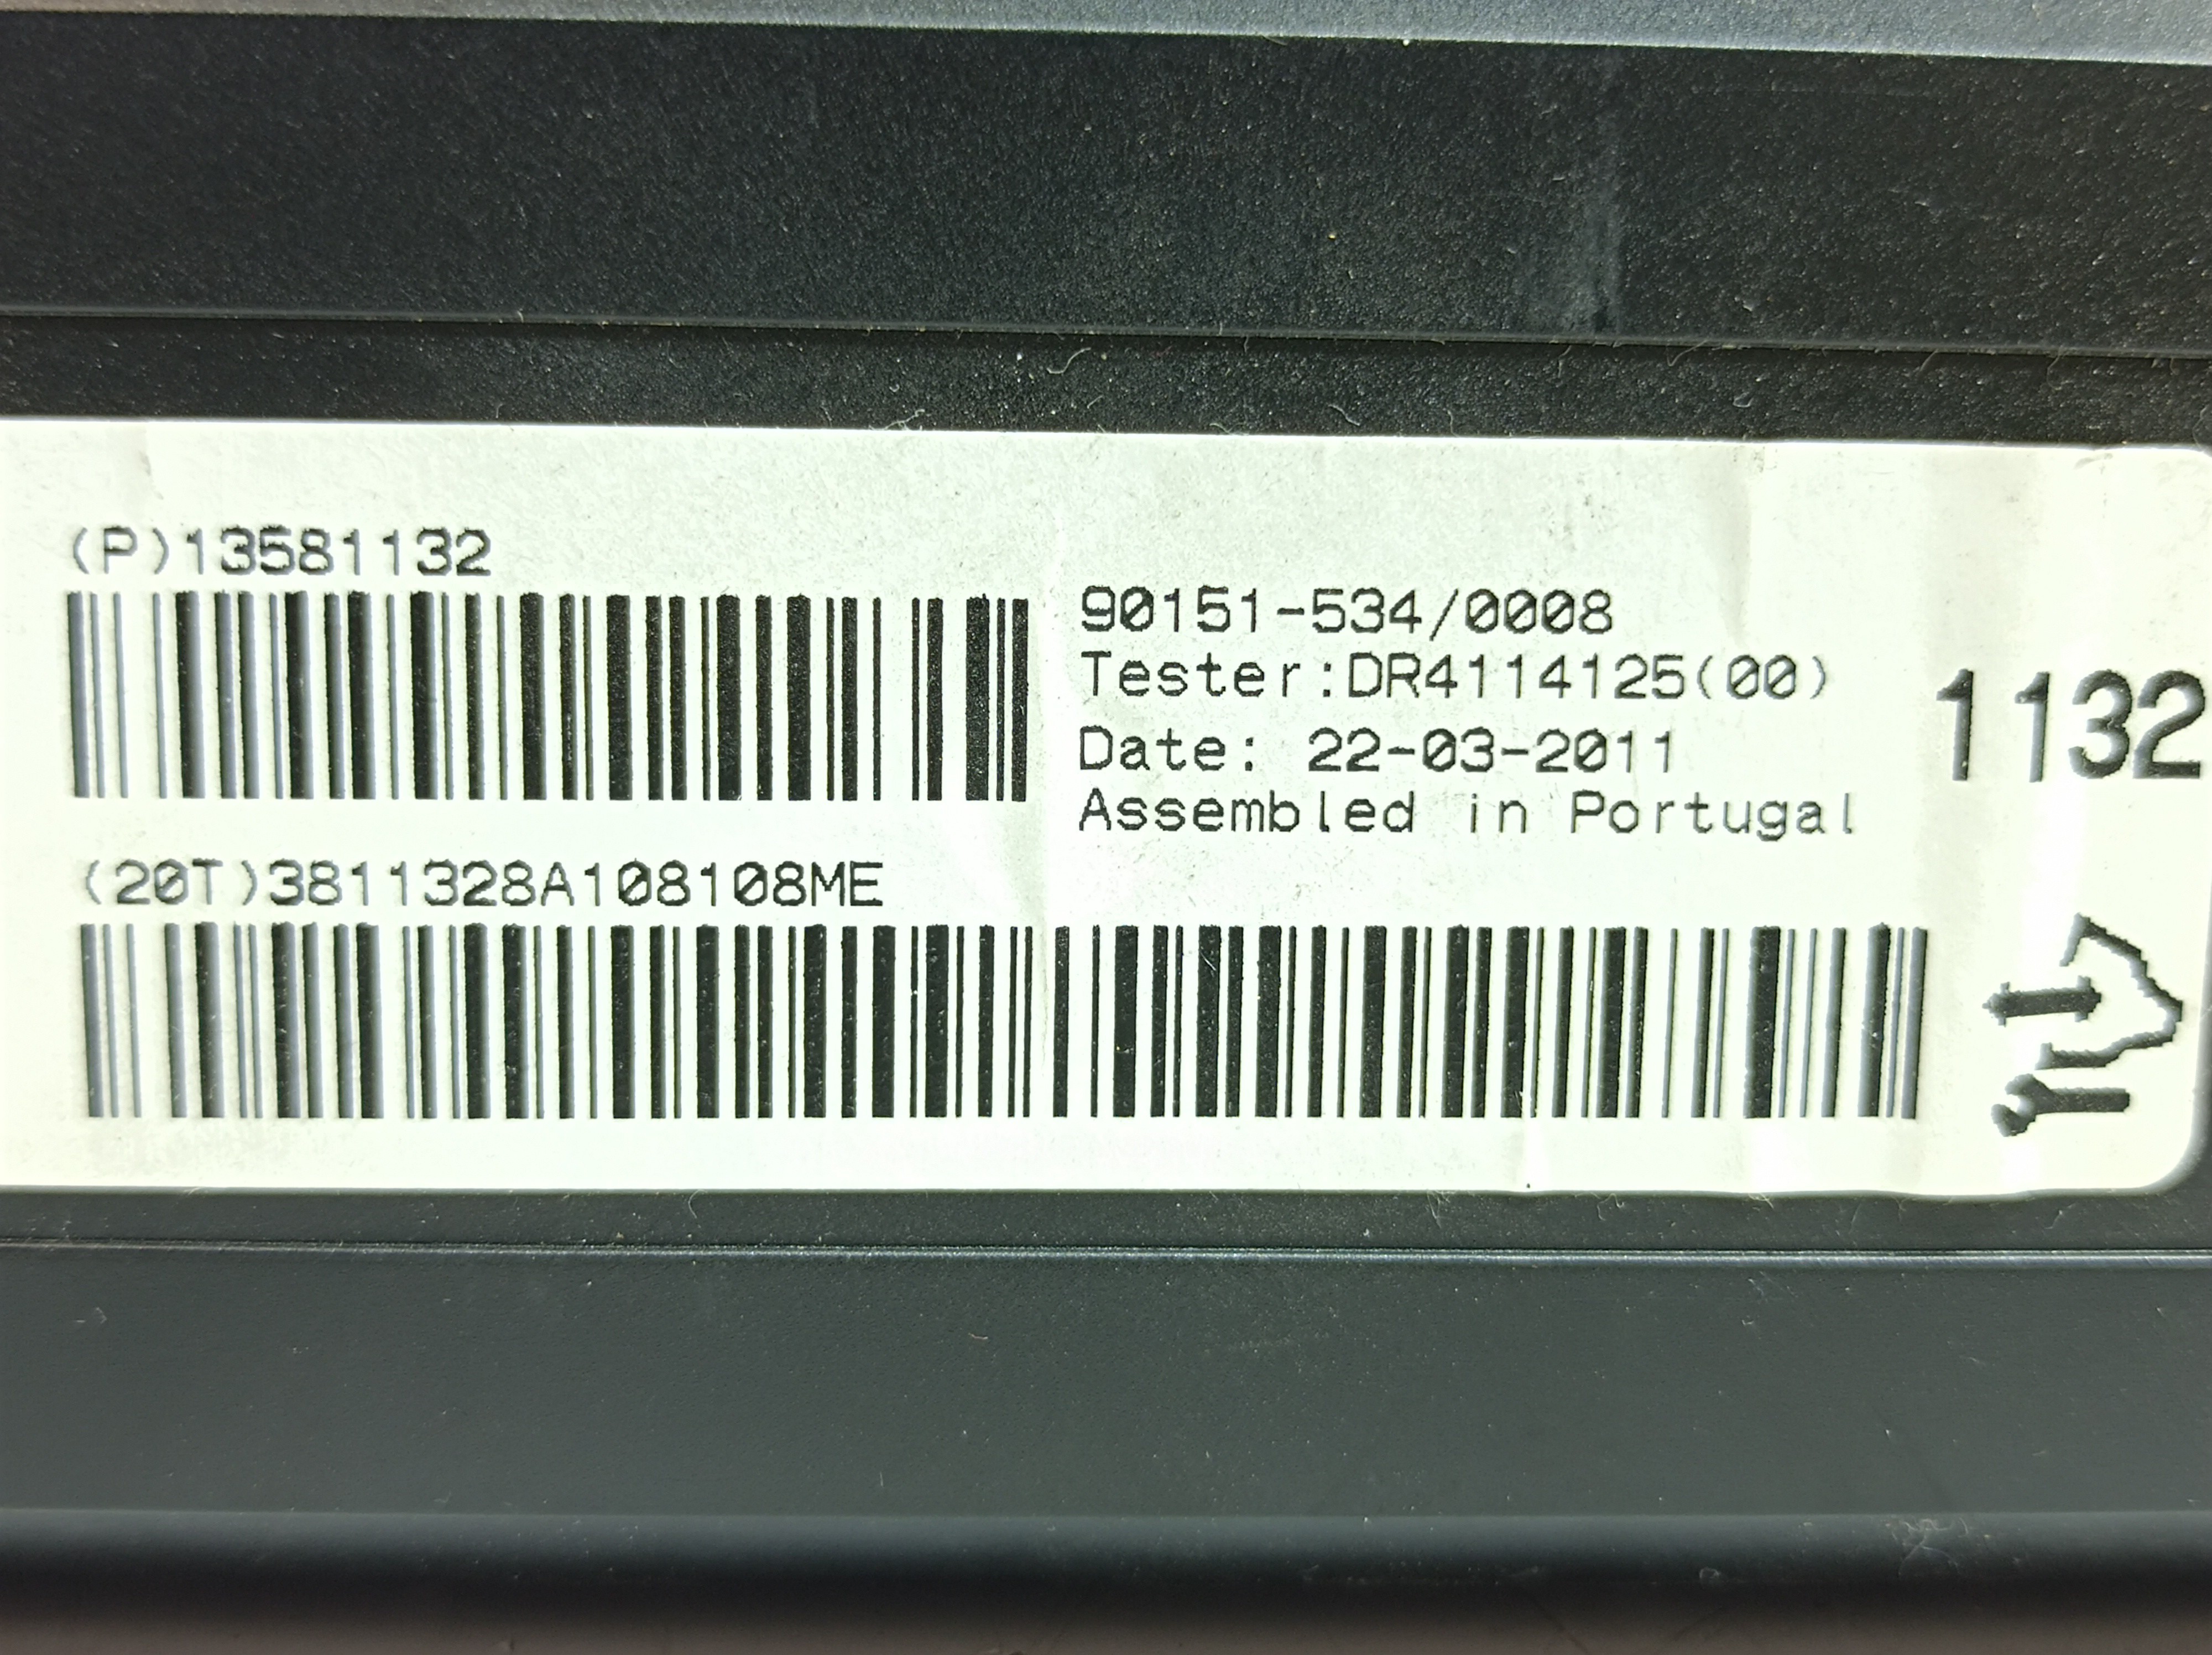 (P)13581132
90151-534/0008
Tester:DR4114125(00)
Date: 22-03-2011
Assembled in Portugal
1132
(20T)3811328A108108ME